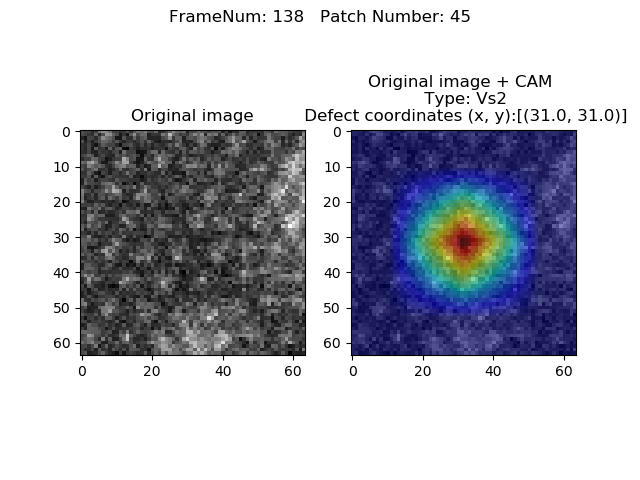 FrameNum: 138   Patch Number: 45
Original image
0
10
20
30
40
50
60
0 20 40 60
Original image + CAM
Type: Vs2
Defect coordinates (x, y):[(31.0, 31.0)]
0
10
20
30
40
50
60
0 20 40 60